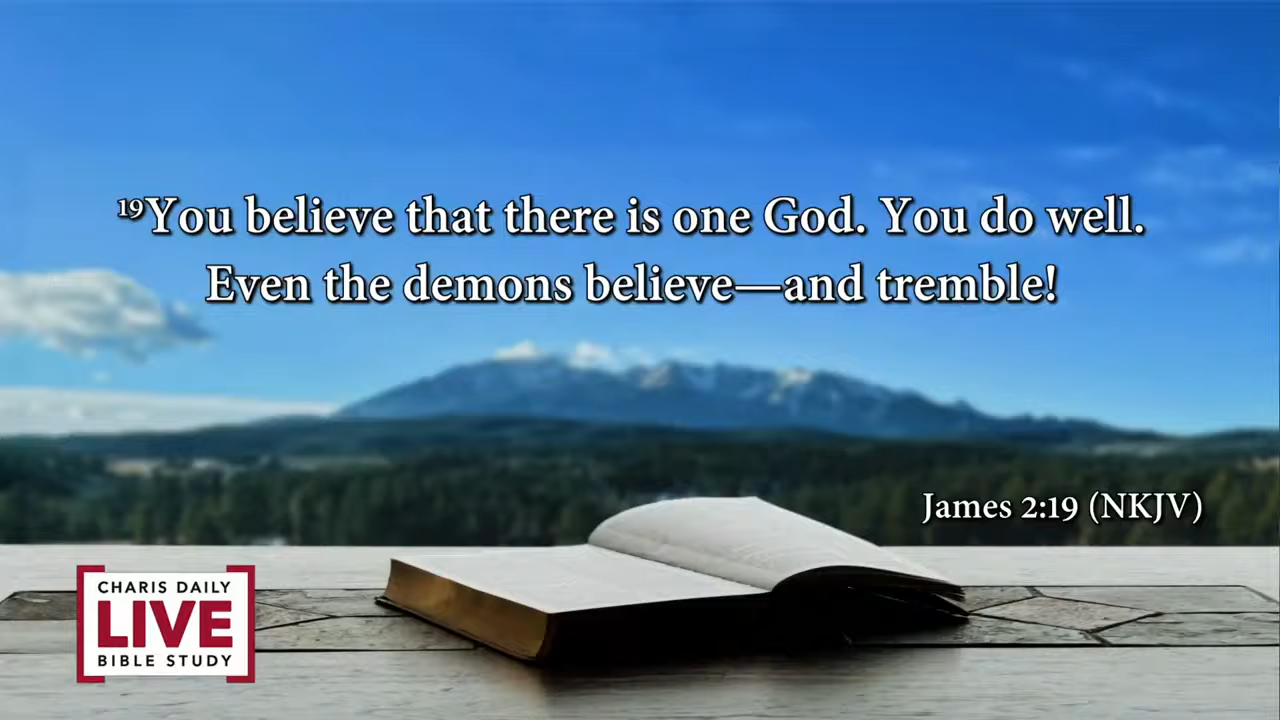 ¹⁹You believe that there is one God. You do well.
Even the demons believe—and tremble!
James 2:19 (NKJV)
CHARIS DAILY
LIVE
BIBLE STUDY